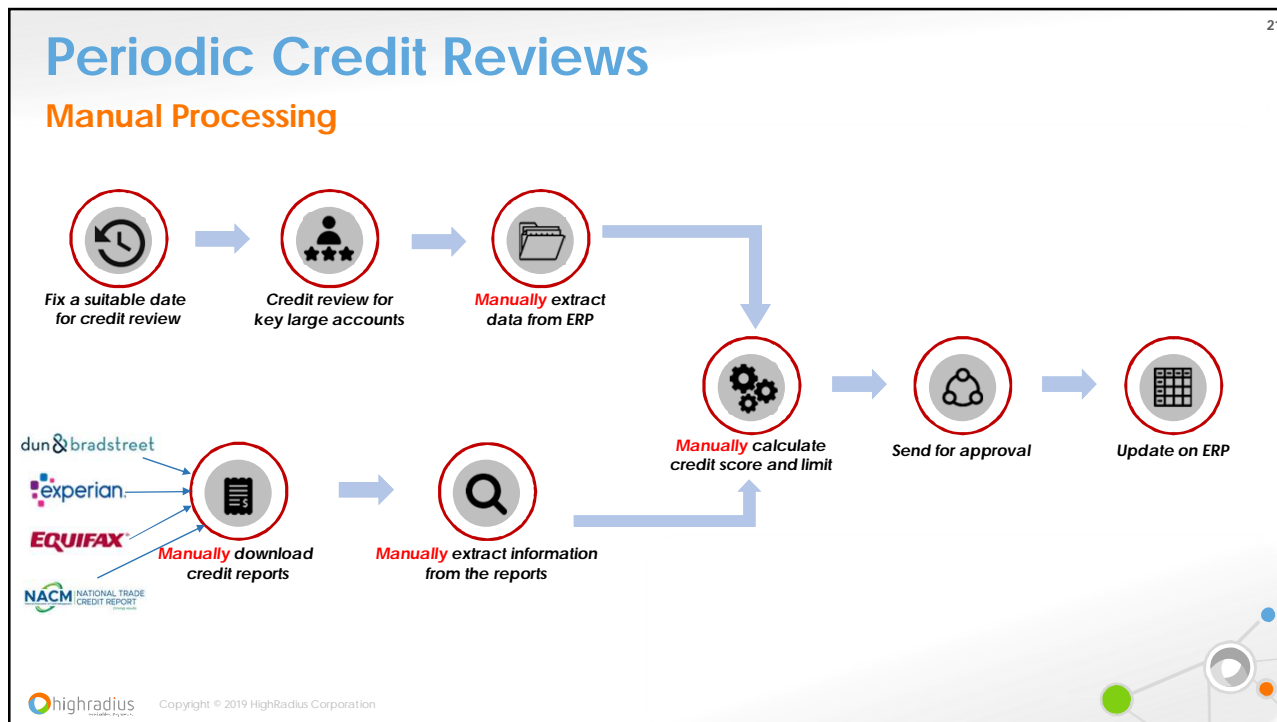 21
Periodic Credit Reviews
Manual Processing
Fix a suitable date
for credit review
Credit review for
key large accounts
Manually extract
data from ERP
Manually calculate
credit score and limit
Send for approval
Update on ERP
dun & bradstreet
experian
EQUIFAX
NACM NATIONAL TRADE
CREDIT REPORT
Manually download
credit reports
Manually extract information
from the reports
highradius
Copyright © 2019 HighRadius Corporation